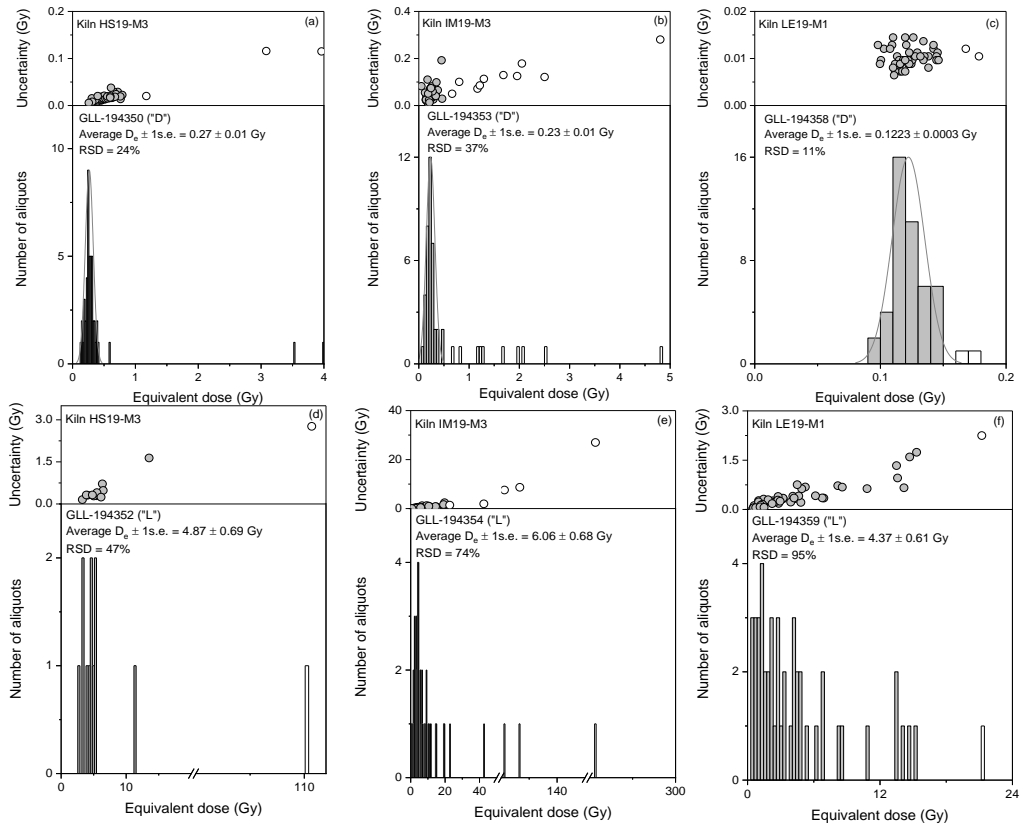 Kiln HS19-M3
(a)
Uncertainty (Gy)
0.2
0.1
0.0
GLL-194350 ("D")
Average De ± 1s.e. = 0.27 ± 0.01 Gy
RSD = 24%
Number of aliquots
10
5
0
0 1 2 3 4
Equivalent dose (Gy)
Kiln IM19-M3
(b)
Uncertainty (Gy)
0.4
0.2
0.0
GLL-194353 ("D")
Average De ± 1s.e. = 0.23 ± 0.01 Gy
RSD = 37%
Number of aliquots
12
8
4
0
0 1 2 3 4 5
Equivalent dose (Gy)
Kiln LE19-M1
(c)
Uncertainty (Gy)
0.02
0.01
0.00
GLL-194358 ("D")
Average De ± 1s.e. = 0.1223 ± 0.0003 Gy
RSD = 11%
Number of aliquots
16
8
0
0.0 0.1 0.2
Equivalent dose (Gy)
Kiln HS19-M3
(d)
Uncertainty (Gy)
3.0
1.5
0.0
GLL-194352 ("L")
Average De ± 1s.e. = 4.87 ± 0.69 Gy
RSD = 47%
Number of aliquots
2
1
0
0 10 110
Equivalent dose (Gy)
Kiln IM19-M3
(e)
Uncertainty (Gy)
40
20
0
GLL-194354 ("L")
Average De ± 1s.e. = 6.06 ± 0.68 Gy
RSD = 74%
Number of aliquots
4
2
0
0 20 40 140 300
Equivalent dose (Gy)
Kiln LE19-M1
(f)
Uncertainty (Gy)
3.0
1.5
0.0
GLL-194359 ("L")
Average De ± 1s.e. = 4.37 ± 0.61 Gy
RSD = 95%
Number of aliquots
4
2
0
0 12 24
Equivalent dose (Gy)